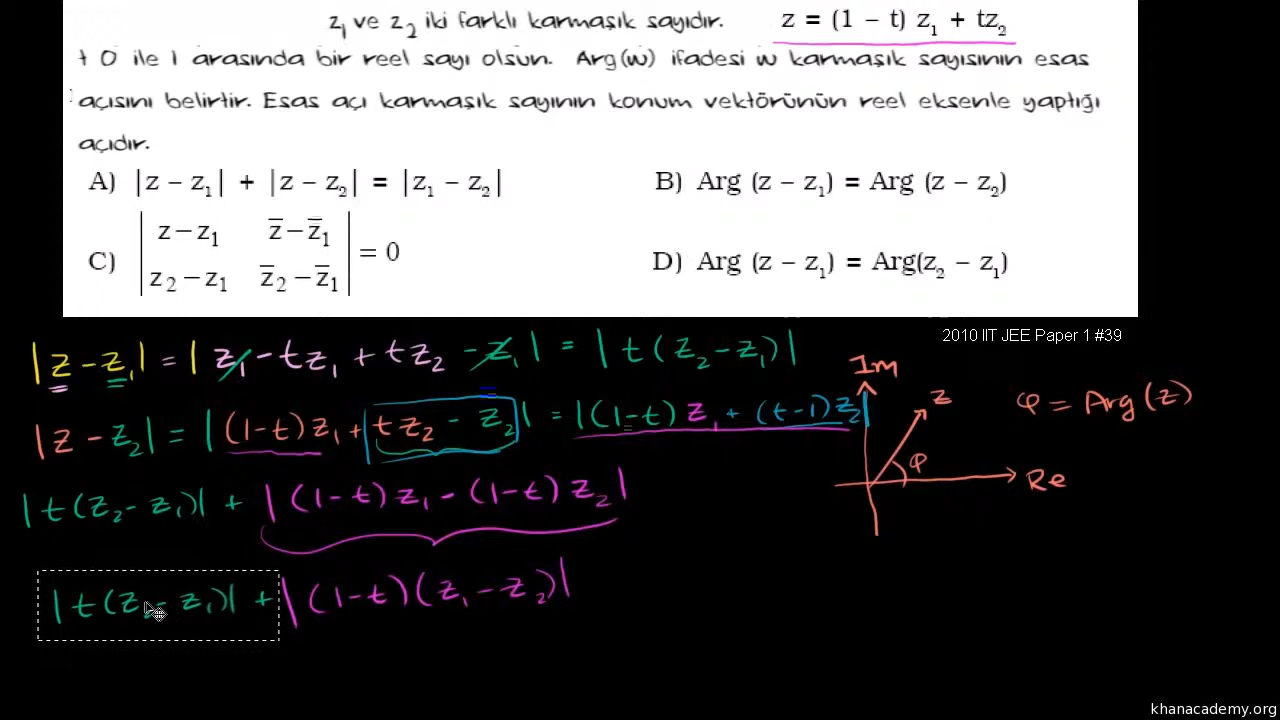 z₁ ve z₂ iki farklı karmaşık sayıdır. z = (1 – t) z₁ + tz₂
t 0 ile 1 arasında bir reel sayı olsun. Arg(w) ifadesi w karmaşık sayısının esas
açısını belirtir. Esas açı karmaşık sayının konum vektörünün reel eksenle yaptığı
açıdır.
A) |z – z₁| + |z – z₂| = |z₁ – z₂| B) Arg (z – z₁) = Arg (z – z₂)
C) | z – z₁ z̅ – z̅₁ |
| z₂ – z₁ z̅₂ – z̅₁ | = 0
D) Arg (z – z₁) = Arg(z₂ – z₁)
2010 IIT JEE Paper 1 #39
|z – z₁| = |z₁ – tz₁ + tz₂ – z₁| = |t(z₂ – z₁)|
|z – z₂| = |(1–t)z₁ + tz₂ – z₂| = |(1–t)z₁ + (t–1)z₂|
|t(z₂ – z₁)| + |(1–t)z₁ – (1–t)z₂|
|t(z₂ – z₁)| + |(1–t)(z₁ – z₂)|
Im
z
φ = Arg(z)
φ
Re
khanacademy.org